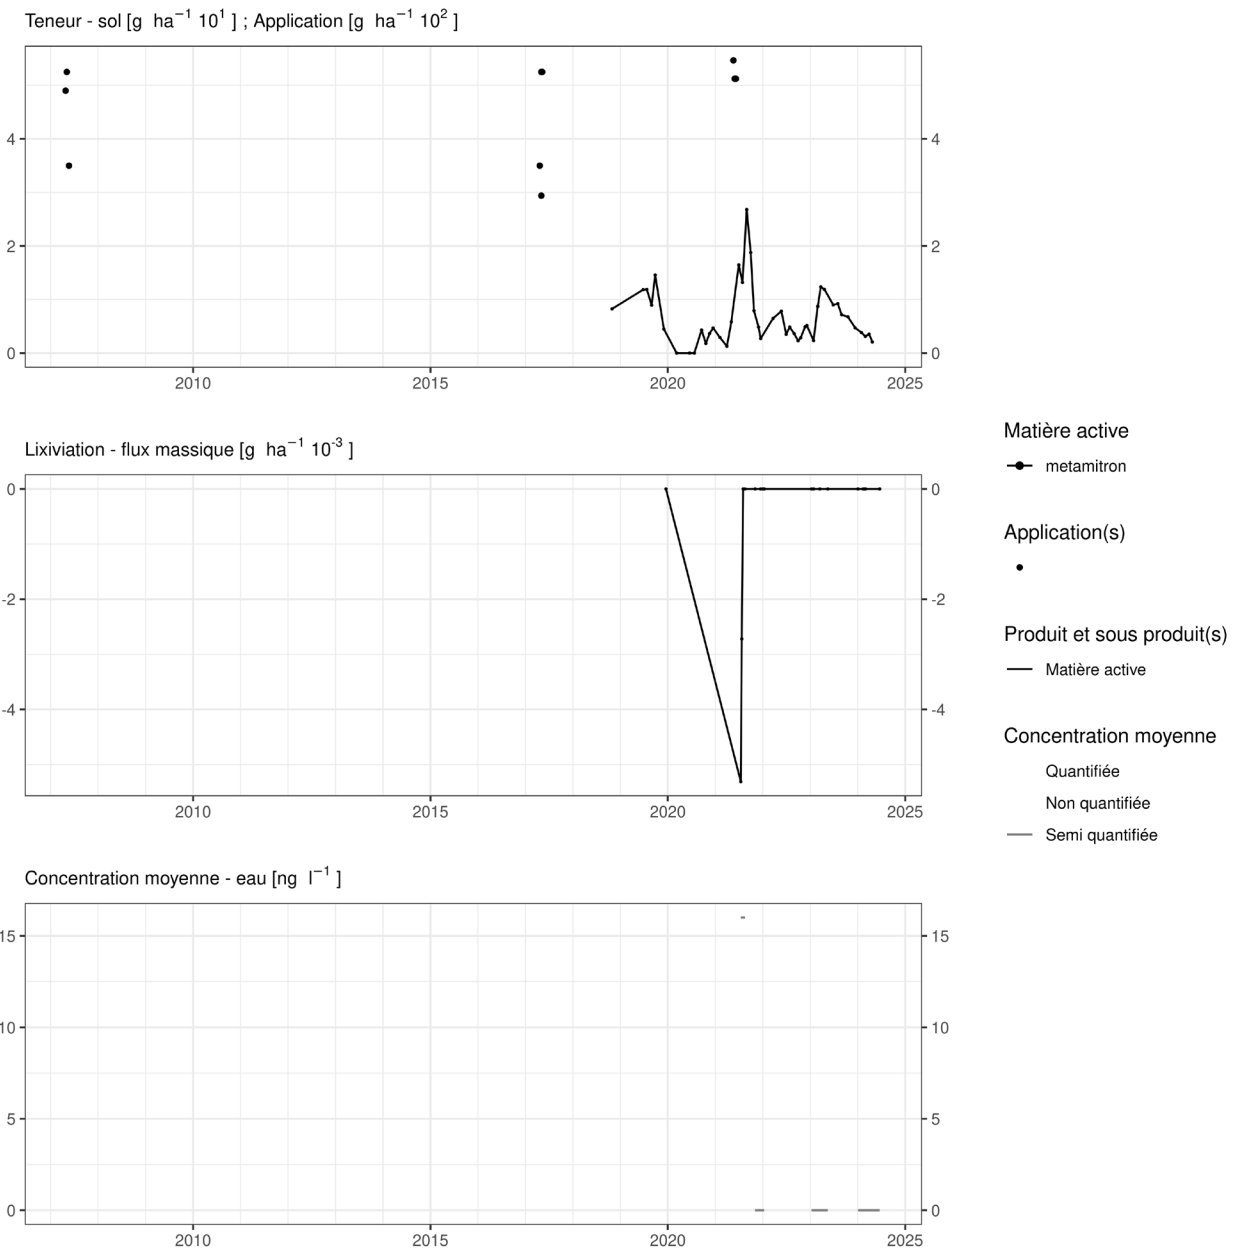 Teneur - sol [g ha⁻¹ 10¹ ] ; Application [g ha⁻¹ 10² ]
4 4
2 2
0 0
2010 2015 2020 2025
Lixiviation - flux massique [g ha⁻¹ 10⁻³ ]
0 0
-2 -2
-4 -4
2010 2015 2020 2025
Concentration moyenne - eau [ng l⁻¹ ]
15 15
10 10
5 5
0 0
2010 2015 2020 2025
Matière active
metamitron
Application(s)
Produit et sous produit(s)
Matière active
Concentration moyenne
Quantifiée
Non quantifiée
Semi quantifiée